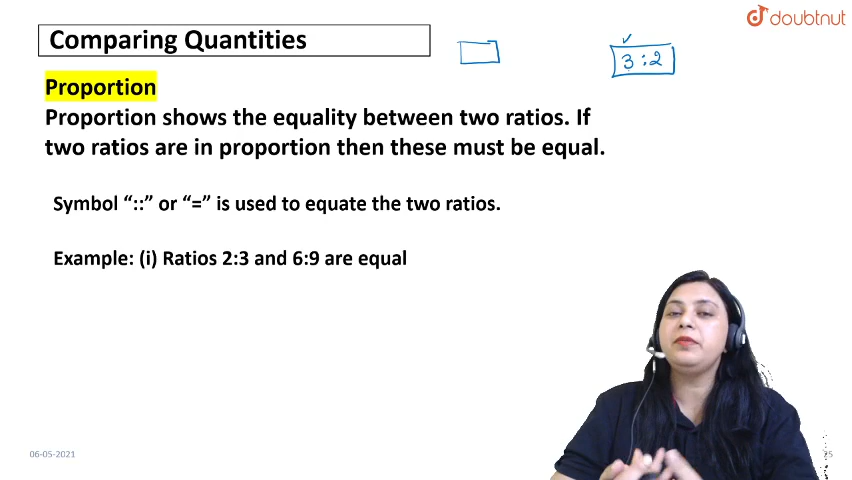 doubtnut
Comparing Quantities
3:2
Proportion
Proportion shows the equality between two ratios. If
two ratios are in proportion then these must be equal.
Symbol “::” or “=” is used to equate the two ratios.
Example: (i) Ratios 2:3 and 6:9 are equal
06-05-2021